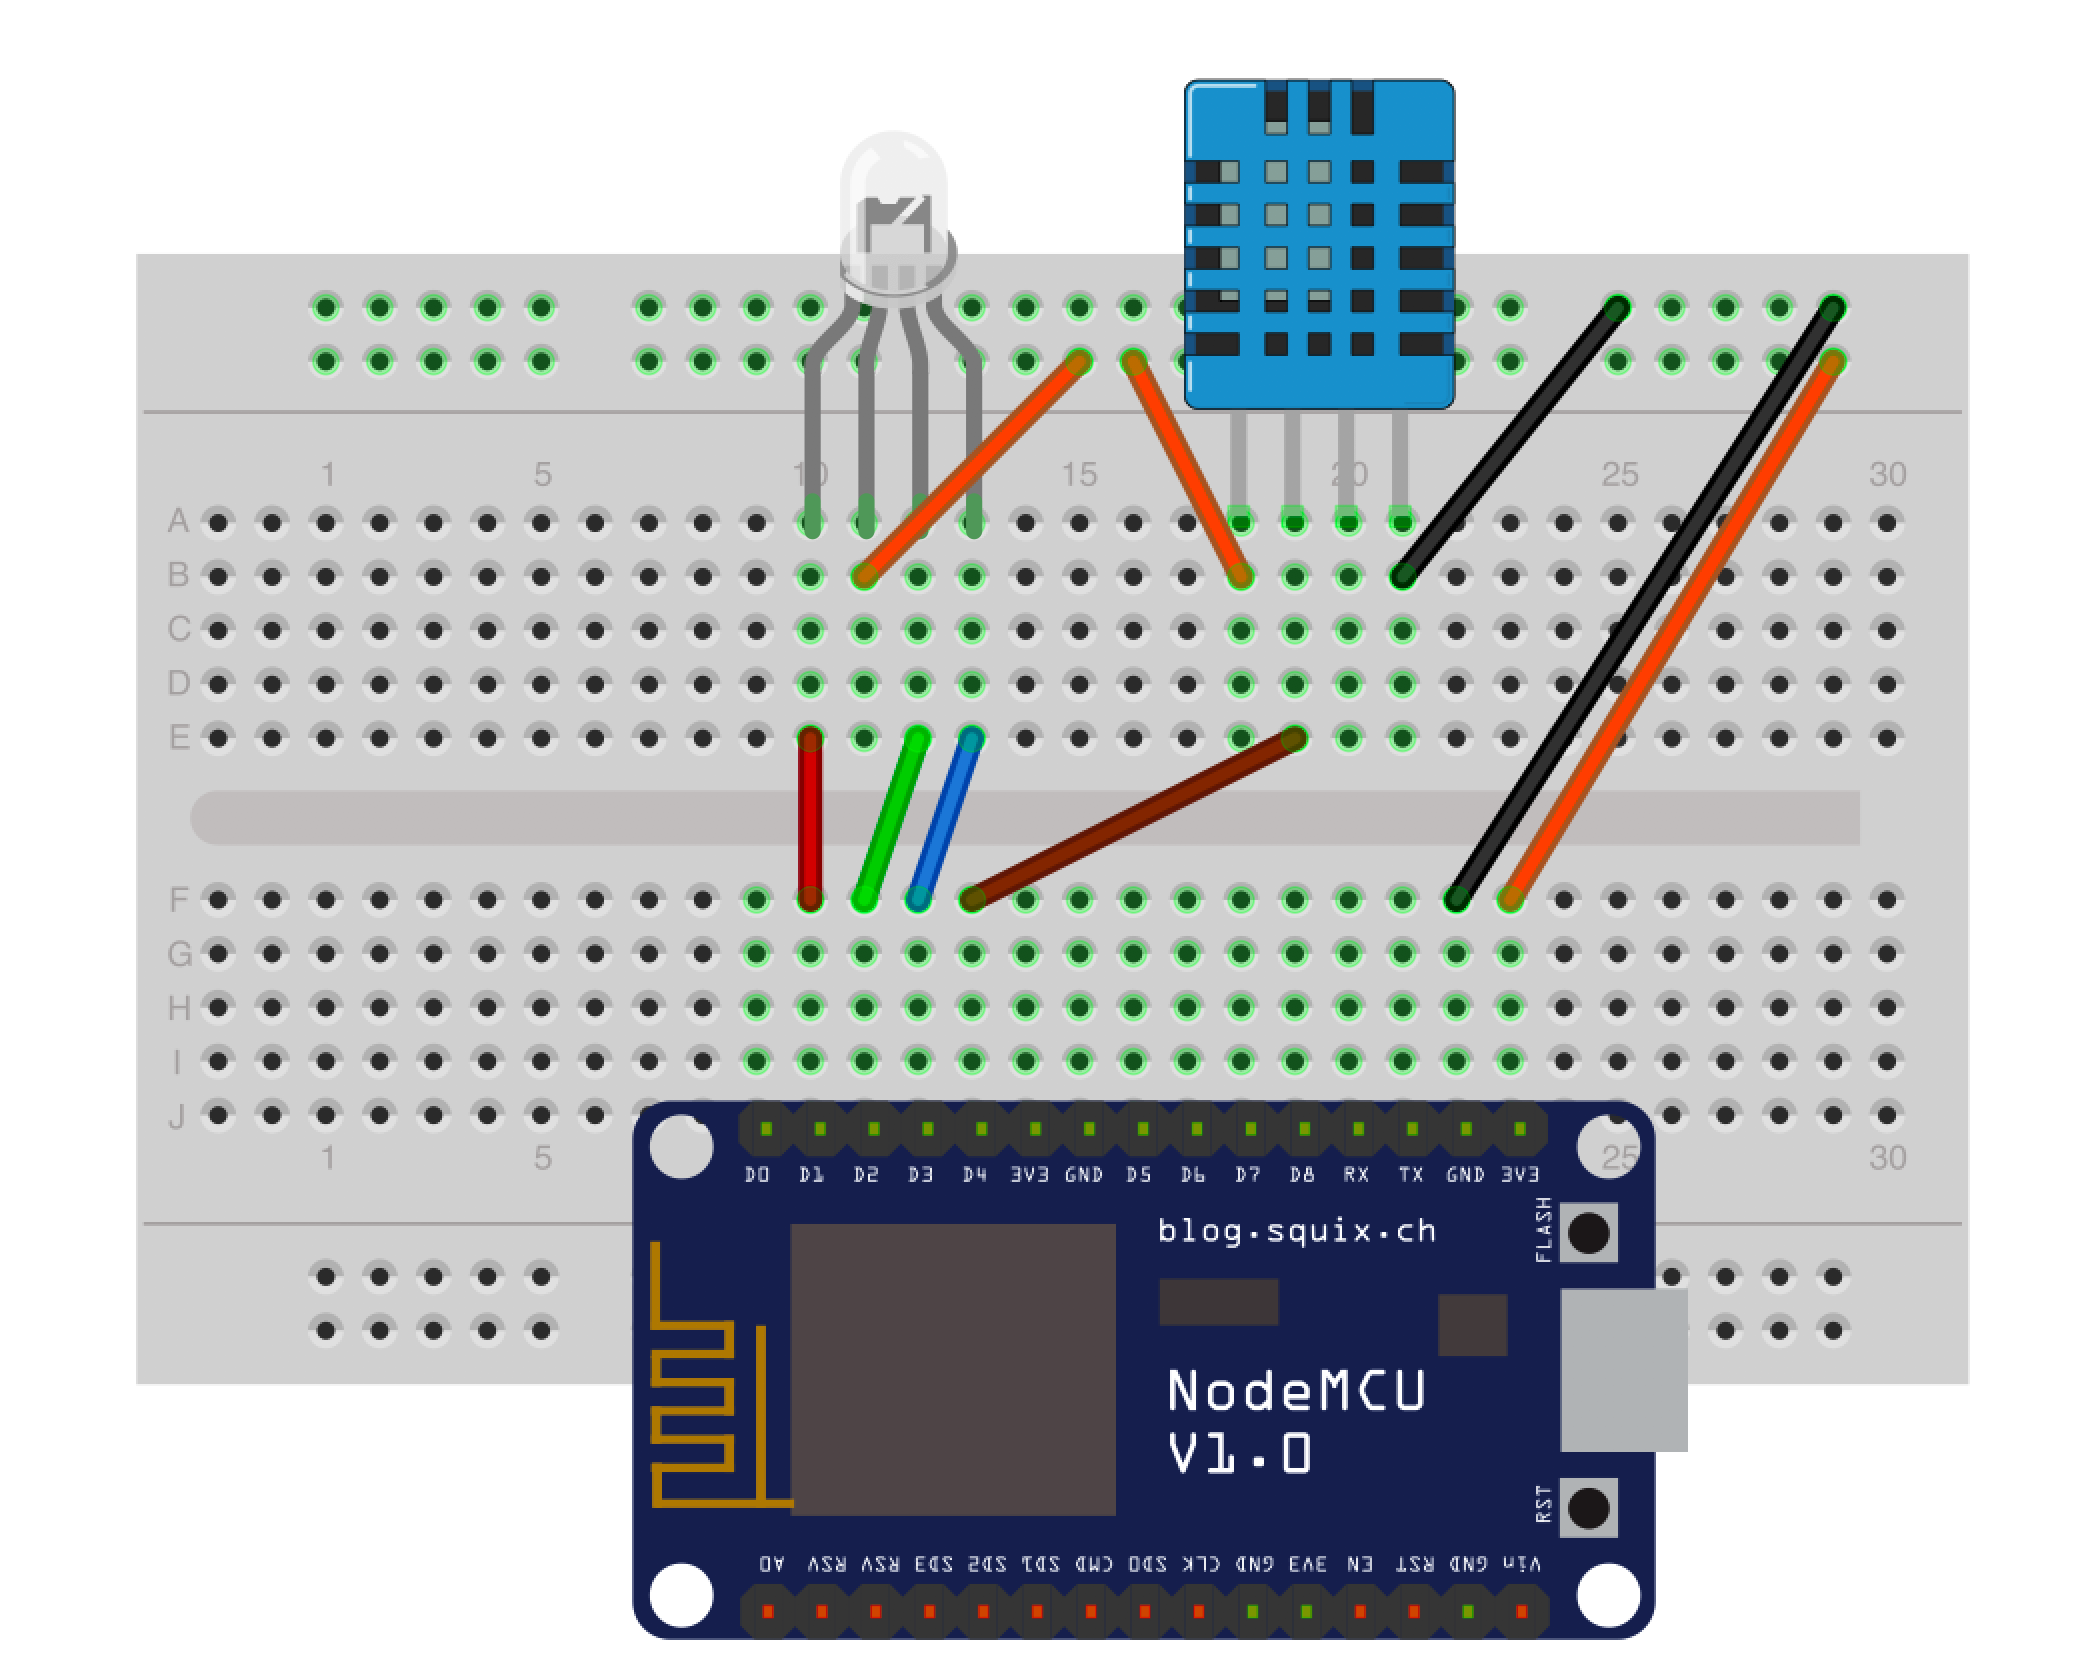 1 5 10 15 20 25 30
A
B
C
D
E
F
G
H
I
J
1 5 25 30
D0 D1 D2 D3 D4 3V3 GND D5 D6 D7 D8 RX TX GND 3V3
blog.squix.ch
FLASH
NodeMCU
V1.0
RST
A0 RSV RSV SD3 SD2 SD1 CMD SD0 CLK GND 3V3 EN RST GND Vin